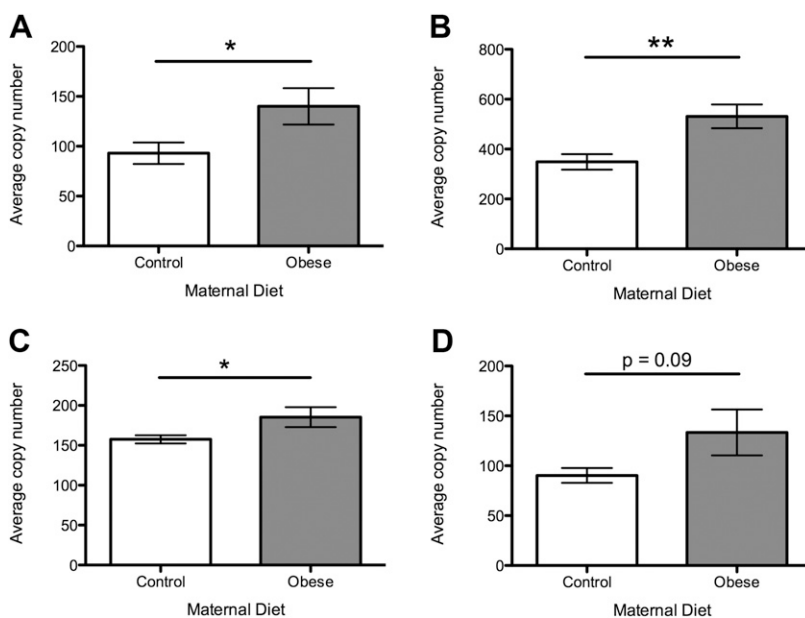 A
Average copy number
200
150
100
50
0
*
Control
Obese
Maternal Diet
B
Average copy number
800
600
400
200
0
**
Control
Obese
Maternal Diet
C
Average copy number
250
200
150
100
50
0
*
Control
Obese
Maternal Diet
D
Average copy number
200
150
100
50
0
p = 0.09
Control
Obese
Maternal Diet